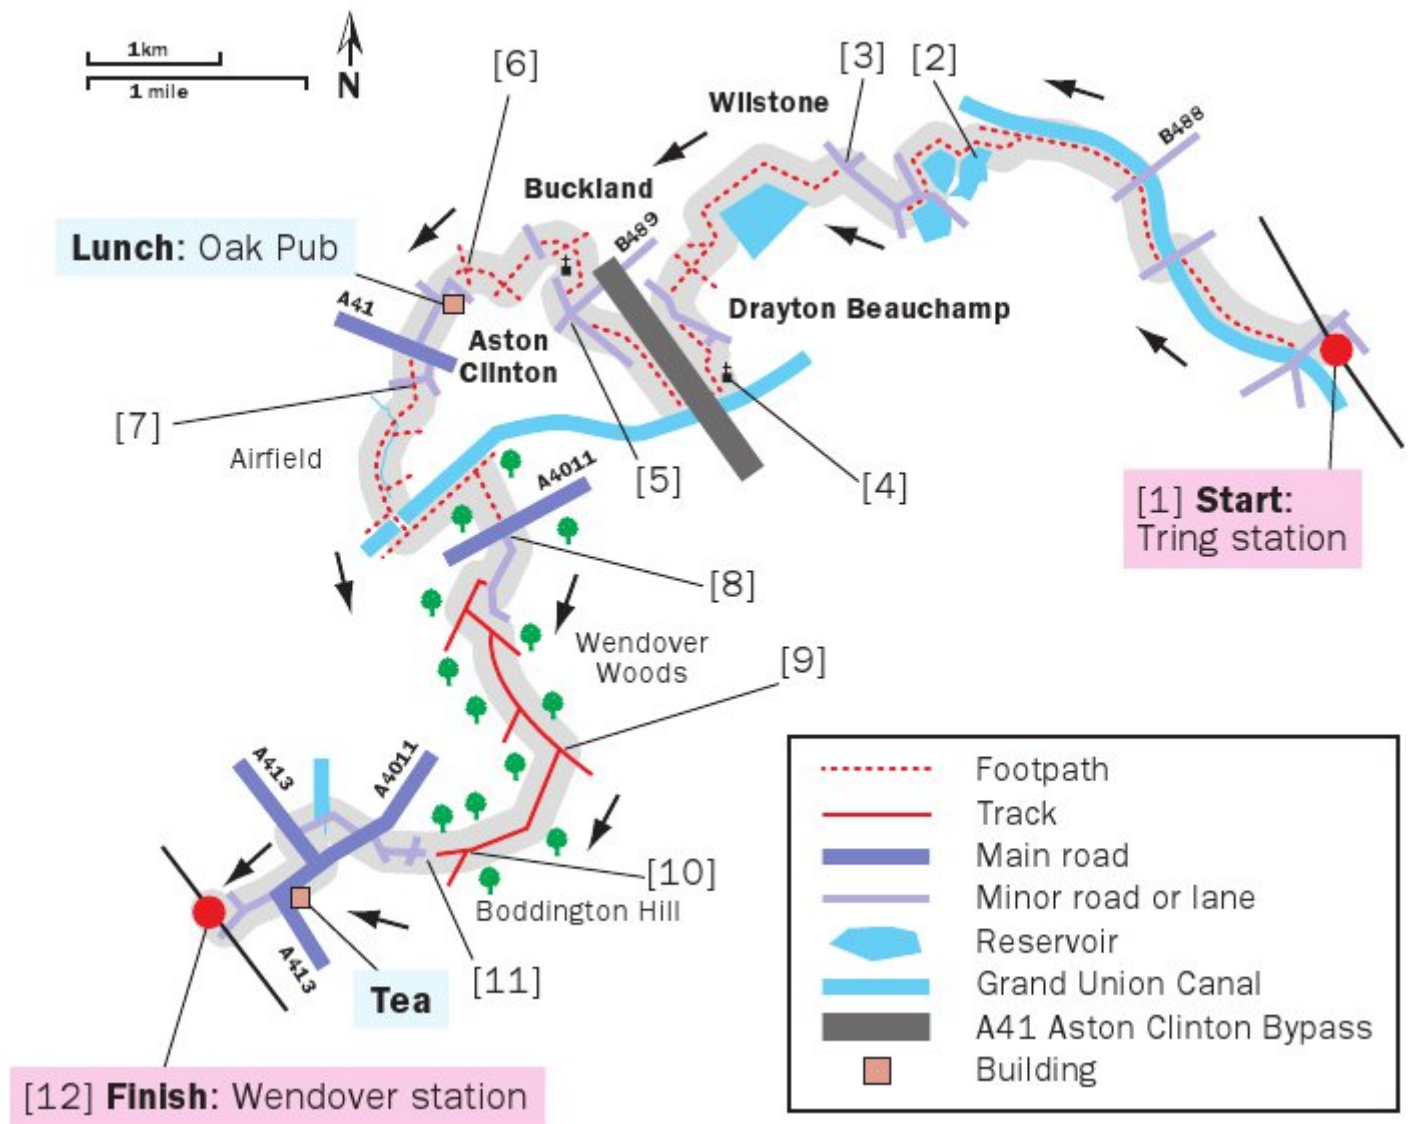 1km
1 mile
N
[6]
[3]
[2]
Wilstone
B488
Buckland
B489
Lunch: Oak Pub
A41
Drayton Beauchamp
Aston
Clinton
[7]
Airfield
A4011
[5]
[4]
[1] Start:
Tring station
[8]
Wendover
Woods
[9]
A413
A4011
Footpath
Track
Main road
Minor road or lane
Reservoir
Grand Union Canal
A41 Aston Clinton Bypass
Building
[10]
Boddington Hill
A413
[11]
Tea
[12] Finish: Wendover station